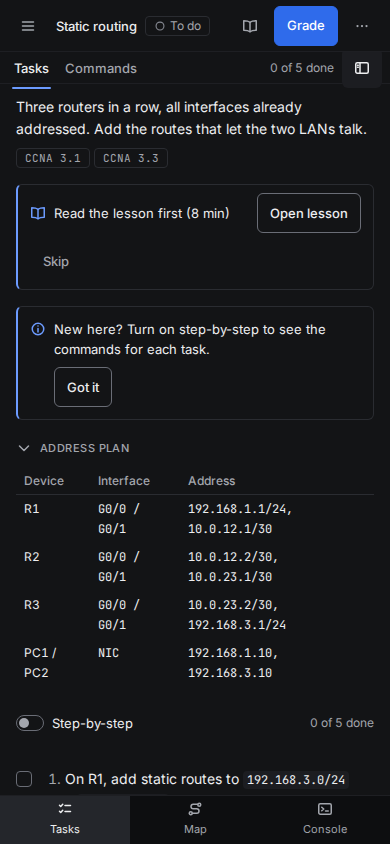 Static routing
To do
Grade
Tasks
Commands
0 of 5 done
Three routers in a row, all interfaces already
addressed. Add the routes that let the two LANs talk.
CCNA 3.1
CCNA 3.3
Read the lesson first (8 min)
Open lesson
Skip
New here? Turn on step-by-step to see the
commands for each task.
Got it
ADDRESS PLAN
Device Interface Address
R1 G0/0 / 192.168.1.1/24,
G0/1 10.0.12.1/30
R2 G0/0 / 10.0.12.2/30,
G0/1 10.0.23.1/30
R3 G0/0 / 10.0.23.2/30,
G0/1 192.168.3.1/24
PC1 / NIC 192.168.1.10,
PC2 192.168.3.10
Step-by-step
0 of 5 done
1. On R1, add static routes to 192.168.3.0/24
Tasks
Map
Console